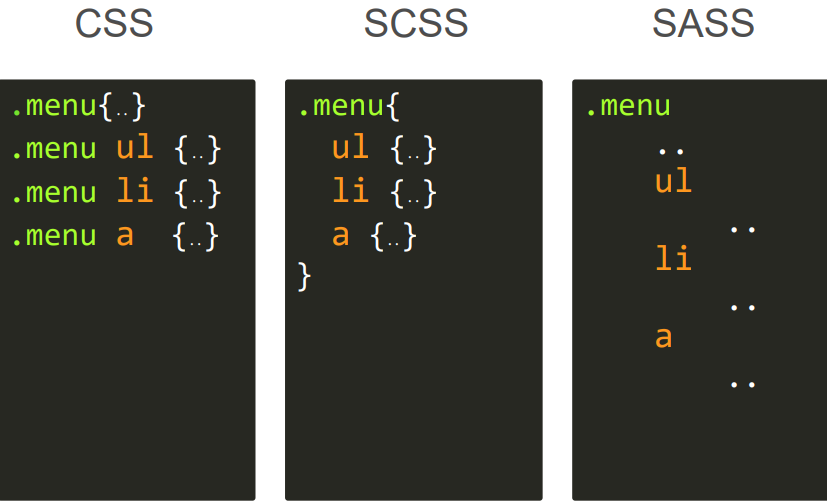 CSS
.menu{..}
.menu ul {..}
.menu li {..}
.menu a {..}
SCSS
.menu{
ul {..}
li {..}
a {..}
}
SASS
.menu
..
ul
..
li
..
a
..